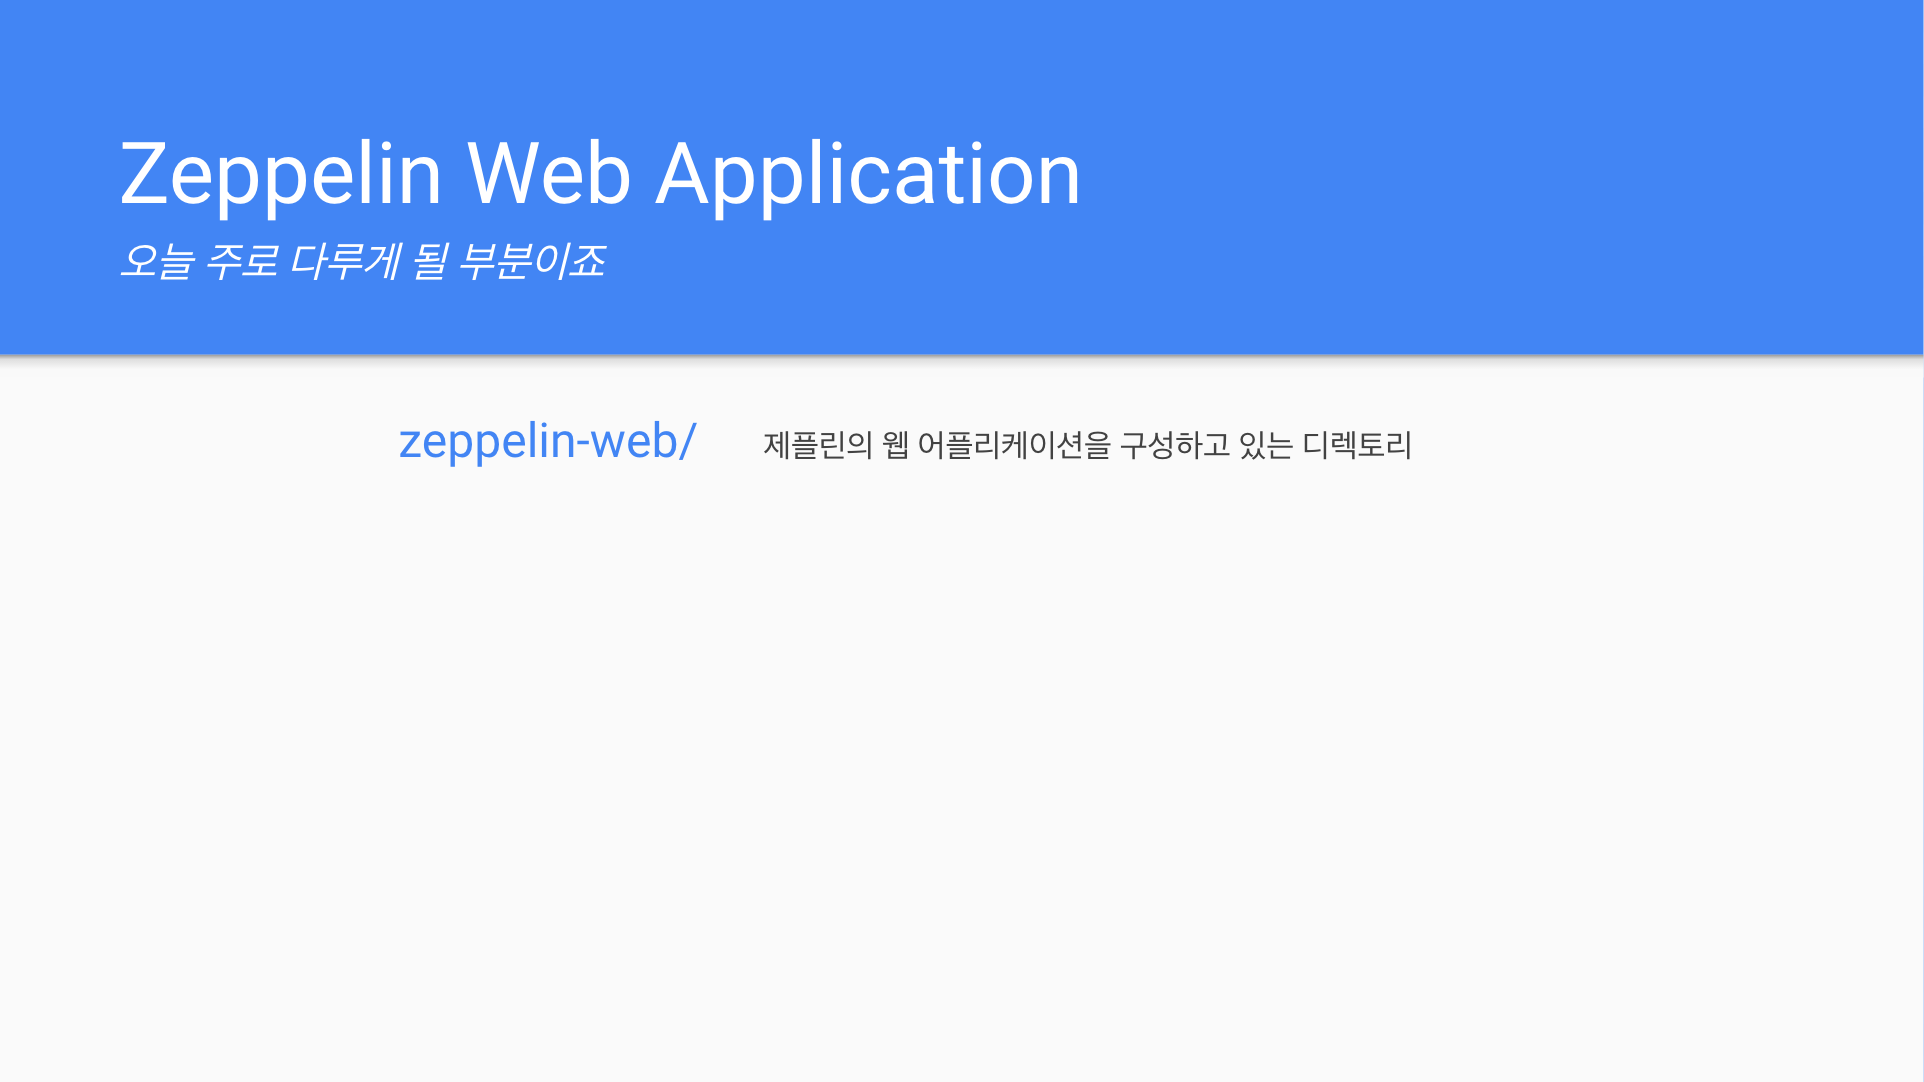 Zeppelin Web Application
오늘 주로 다루게 될 부분이죠
zeppelin-web/ 제플린의 웹 어플리케이션을 구성하고 있는 디렉토리